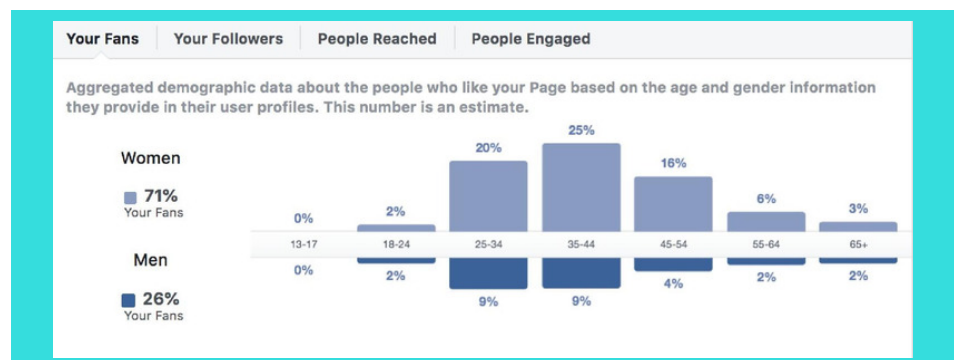 Your Fans Your Followers People Reached People Engaged
Aggregated demographic data about the people who like your Page based on the age and gender information
they provide in their user profiles. This number is an estimate.
Women
71%
Your Fans
0% 2% 20% 25% 16% 6% 3%
13-17 18-24 25-34 35-44 45-54 55-64 65+
0% 2% 9% 9% 4% 2% 2%
Men
26%
Your Fans